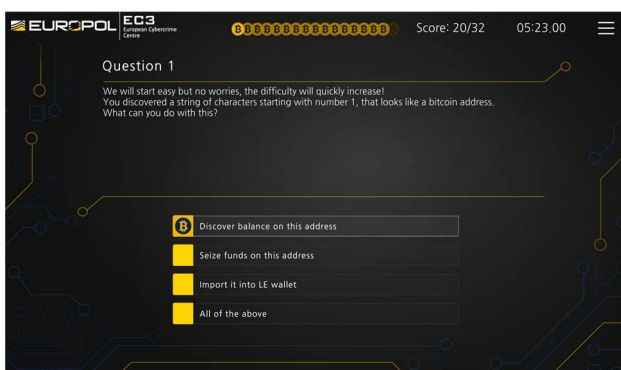 EUROPOL
EC3
European Cybercrime
Centre
Score: 20/32
05:23.00
Question 1
We will start easy but no worries, the difficulty will quickly increase!
You discovered a string of characters starting with number 1, that looks like a bitcoin address.
What can you do with this?
Discover balance on this address
Seize funds on this address
Import it into LE wallet
All of the above